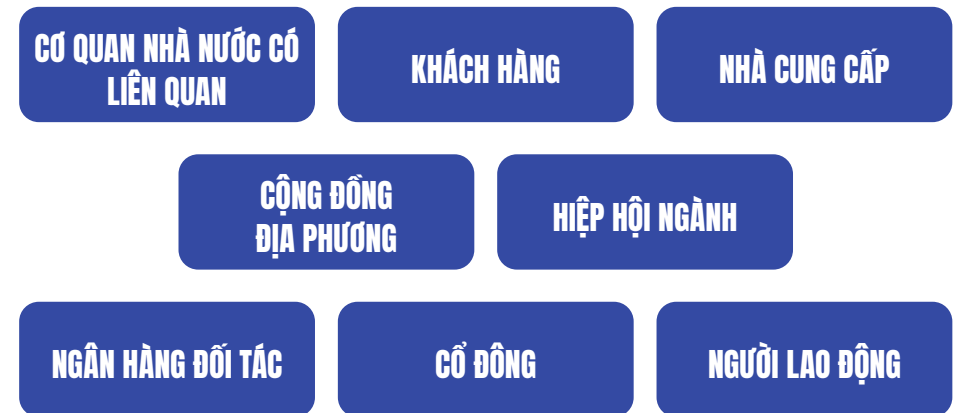 CƠ QUAN NHÀ NƯỚC CÓ
LIÊN QUAN
KHÁCH HÀNG
NHÀ CUNG CẤP
CỘNG ĐỒNG
ĐỊA PHƯƠNG
HIỆP HỘI NGÀNH
NGÂN HÀNG ĐỐI TÁC
CỔ ĐÔNG
NGƯỜI LAO ĐỘNG